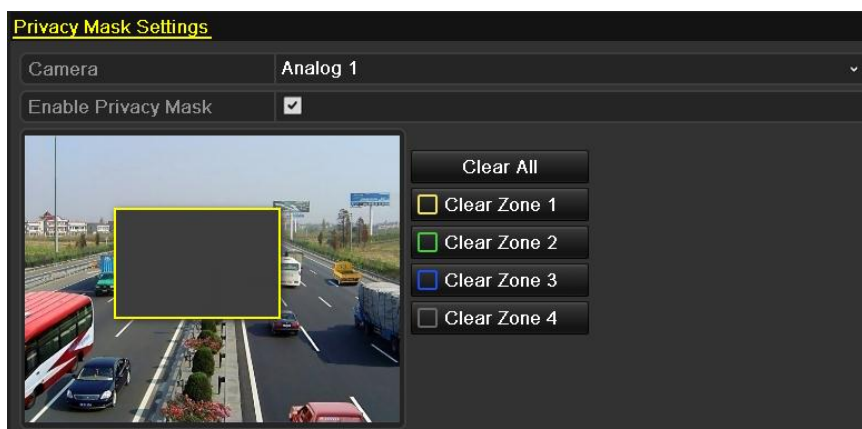 Privacy Mask Settings
Camera Analog 1
Enable Privacy Mask
Clear All
Clear Zone 1
Clear Zone 2
Clear Zone 3
Clear Zone 4